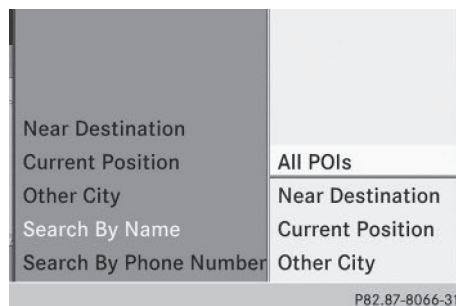 Near Destination
Current Position
Other City
Search By Name
Search By Phone Number
All POIs
Near Destination
Current Position
Other City
P82.87-8066-31